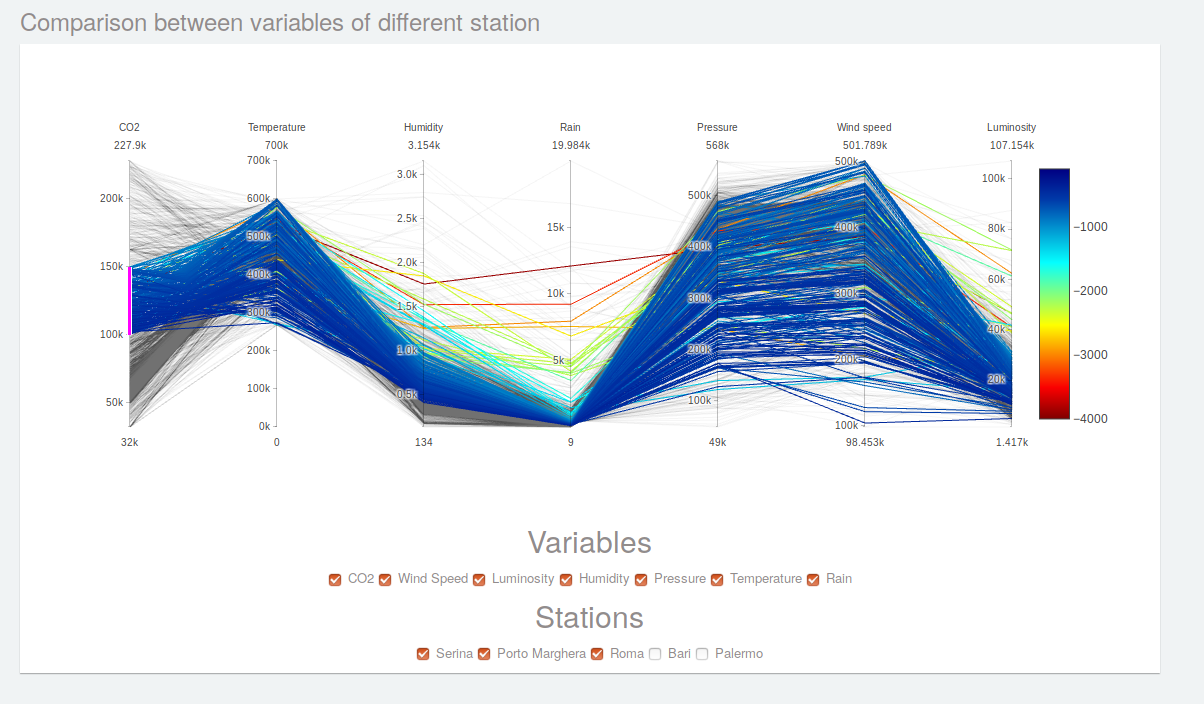 Comparison between variables of different station
CO2 Temperature Humidity Rain Pressure Wind speed Luminosity
227.9k 700k 3.154k 19.984k 568k 501.789k 107.154k
200k
150k
100k
50k
700k
600k
500k
400k
300k
200k
100k
0k
3.0k
2.5k
2.0k
1.5k
1.0k
0.5k
15k
10k
5k
500k
400k
300k
200k
100k
500k
400k
300k
200k
100k
100k
80k
60k
40k
20k
−1000
−2000
−3000
−4000
32k 0 134 9 49k 98.453k 1.417k
Variables
CO2 Wind Speed Luminosity Humidity Pressure Temperature Rain
Stations
Serina Porto Marghera Roma Bari Palermo